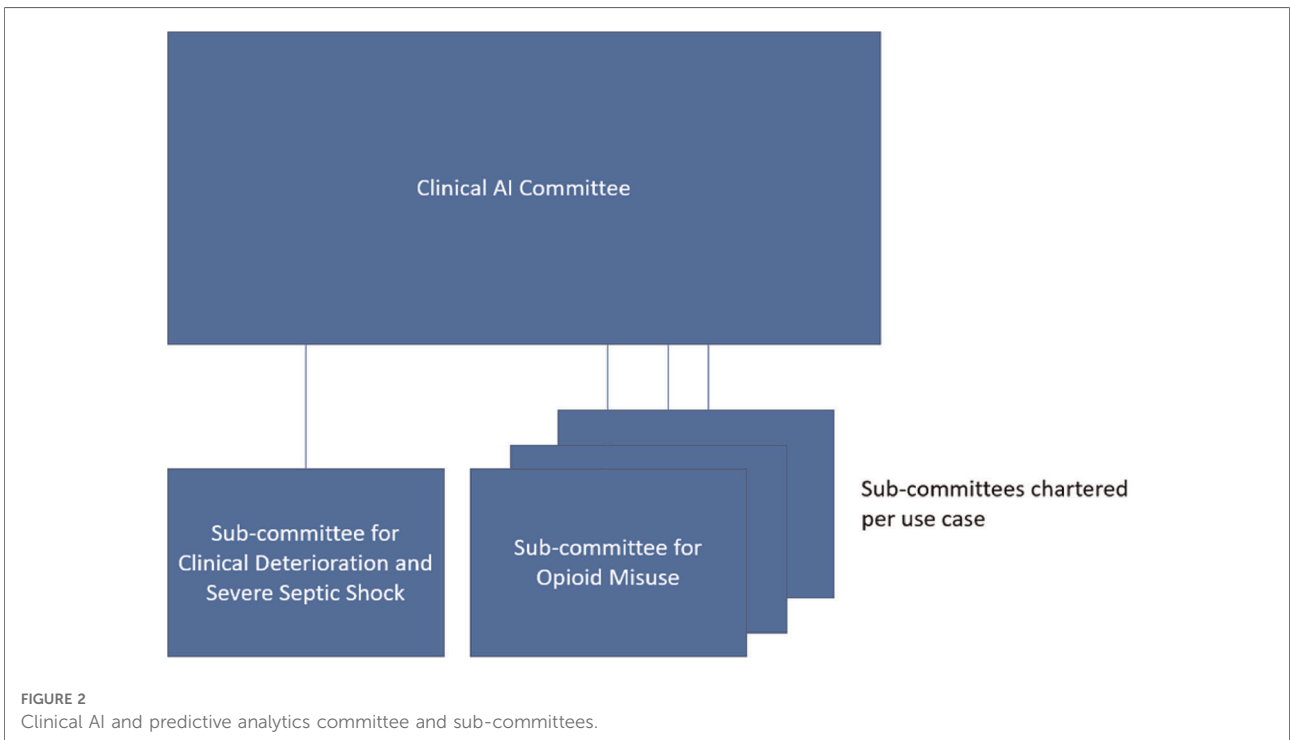 Clinical AI Committee
Sub-committee for
Clinical Deterioration and
Severe Septic Shock
Sub-committee for
Opioid Misuse
Sub-committees chartered
per use case
FIGURE 2
Clinical AI and predictive analytics committee and sub-committees.